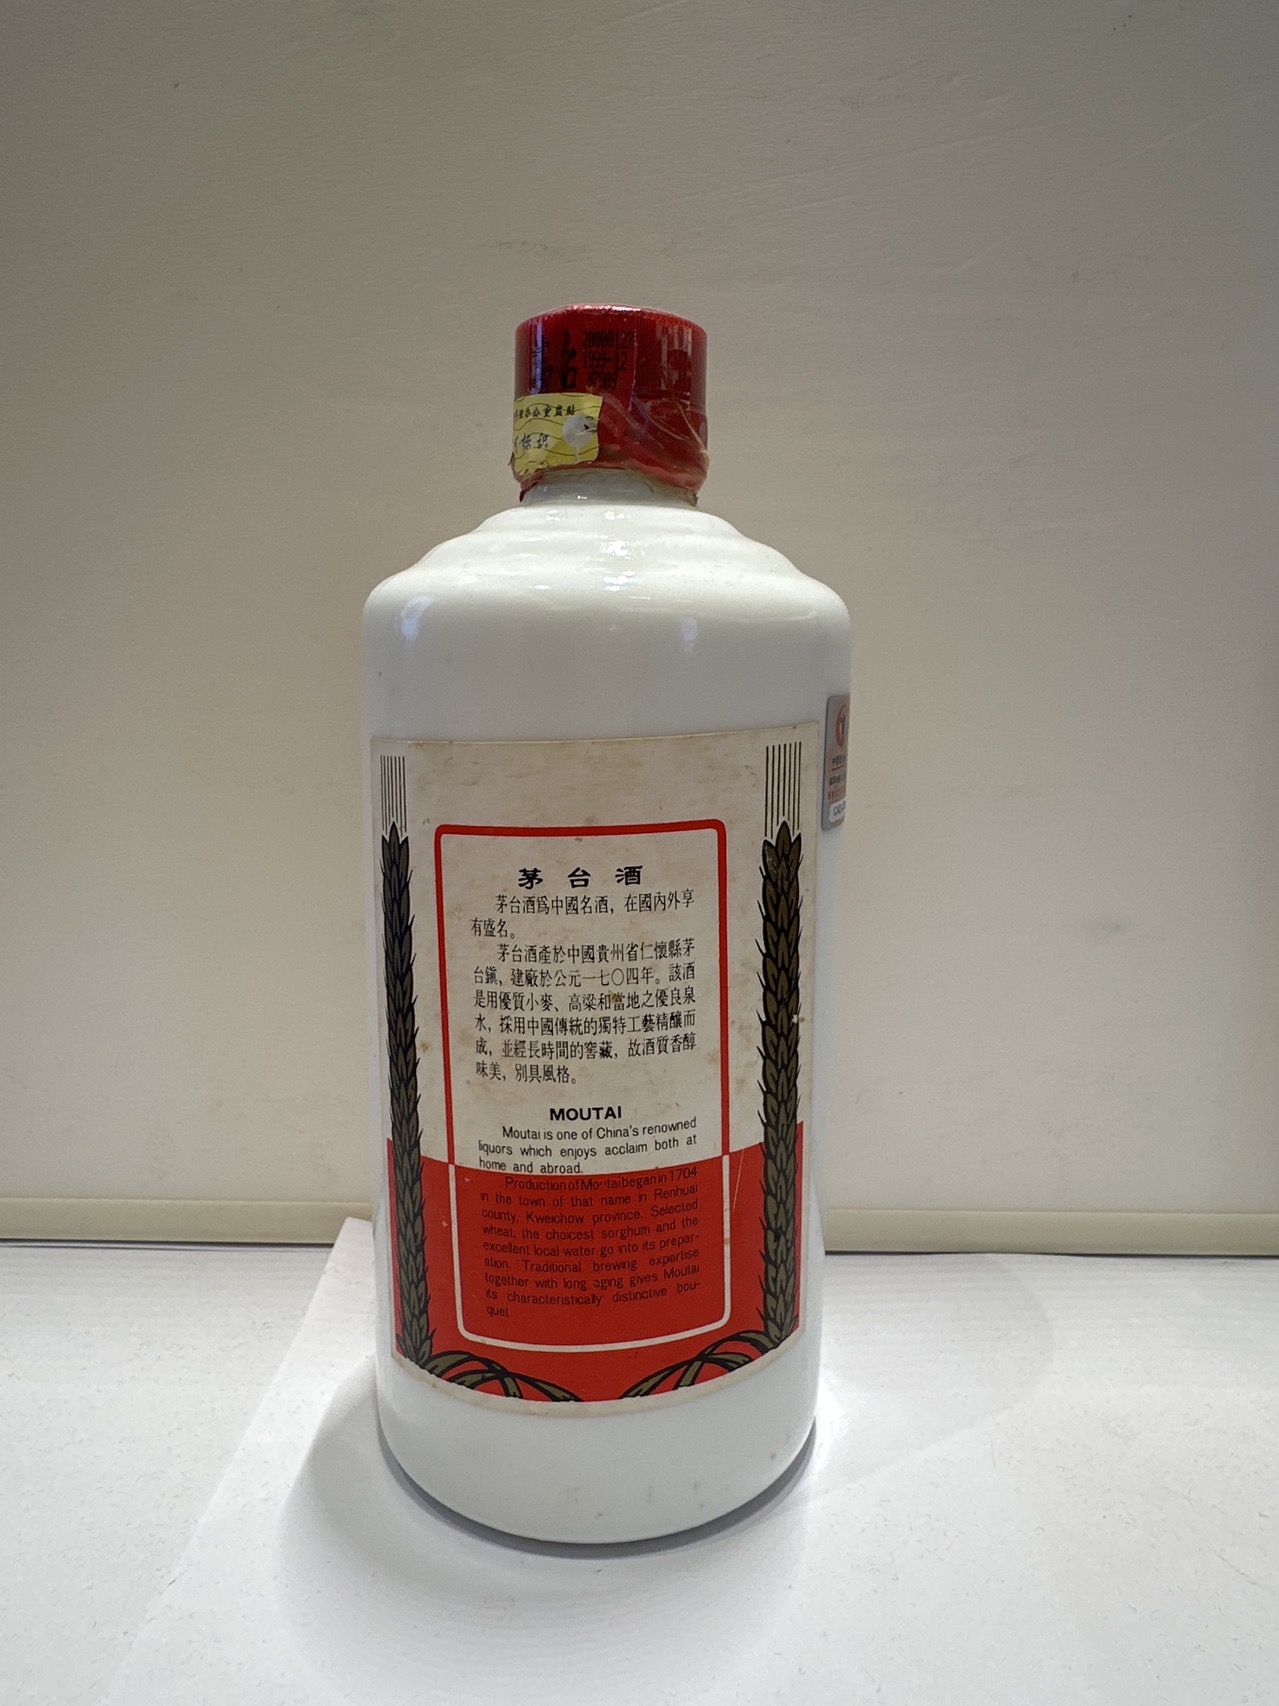 20000127
1999-12
茅台酒
茅台酒爲中國名酒，在國內外享
有盛名。
茅台酒產於中國貴州省仁懷縣茅
台鎭，建廠於公元一七〇四年。該酒
是用優質小麥、高粱和當地之優良泉
水，採用中國傳統的獨特工藝精釀而
成，並經長時間的窖藏，故酒質香醇
味美，別具風格。
MOUTAI
Moutai is one of China's renowned
liquors which enjoys acclaim both at
home and abroad.
Production of Moutai began in 1704
in the town of that name in Renhuai
county, Kweichow province. Selected
wheat, the choicest sorghum and the
excellent local water go into its prepar-
ation. Traditional brewing expertise
together with long aging gives Moutai
its characteristically distinctive bou-
quet